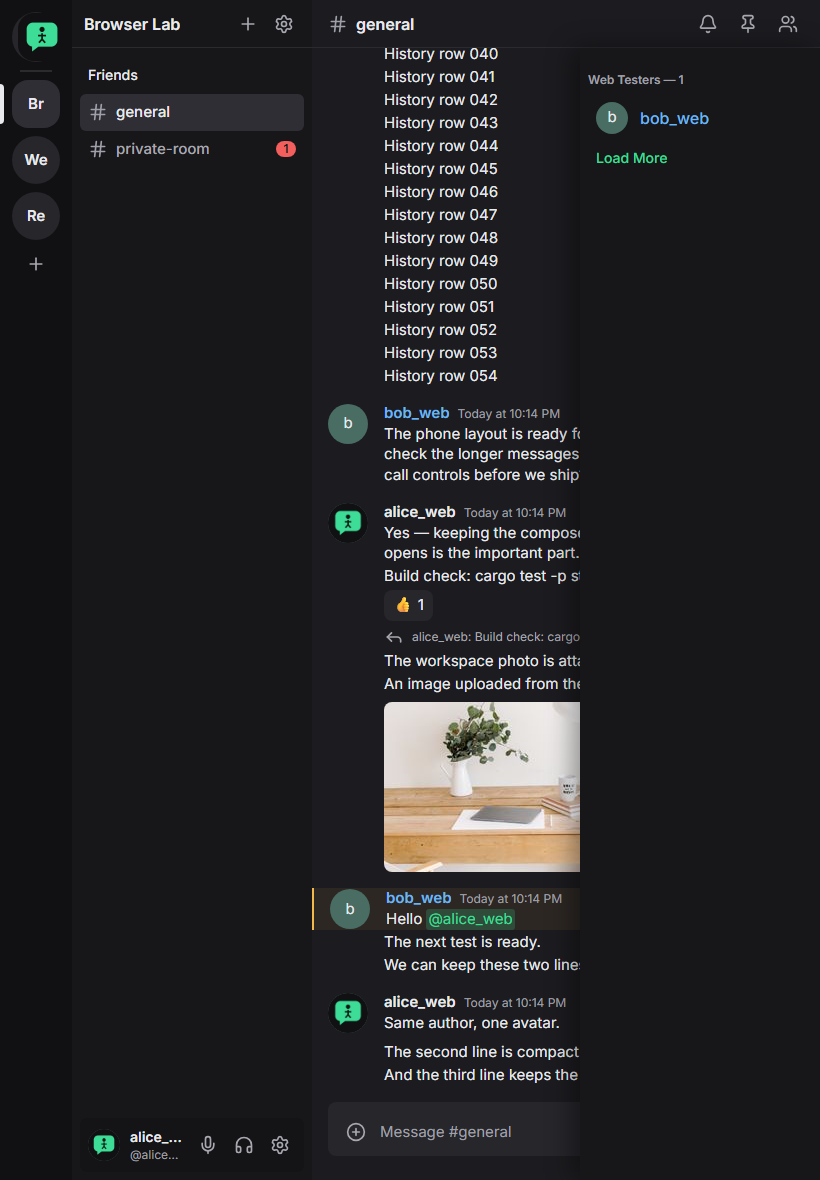 Browser Lab
general
Br
We
Re
Friends
general
private-room
1
History row 040
History row 041
History row 042
History row 043
History row 044
History row 045
History row 046
History row 047
History row 048
History row 049
History row 050
History row 051
History row 052
History row 053
History row 054
b
bob_web Today at 10:14 PM
The phone layout is ready fo
check the longer messages
call controls before we ship
alice_web Today at 10:14 PM
Yes — keeping the compose
opens is the important part.
Build check: cargo test -p st
👍 1
alice_web: Build check: cargo
The workspace photo is atta
An image uploaded from the
b
bob_web Today at 10:14 PM
Hello @alice_web
The next test is ready.
We can keep these two line
alice_web Today at 10:14 PM
Same author, one avatar.
The second line is compact
And the third line keeps the
Message #general
Web Testers — 1
b
bob_web
Load More
alice_...
@alice...